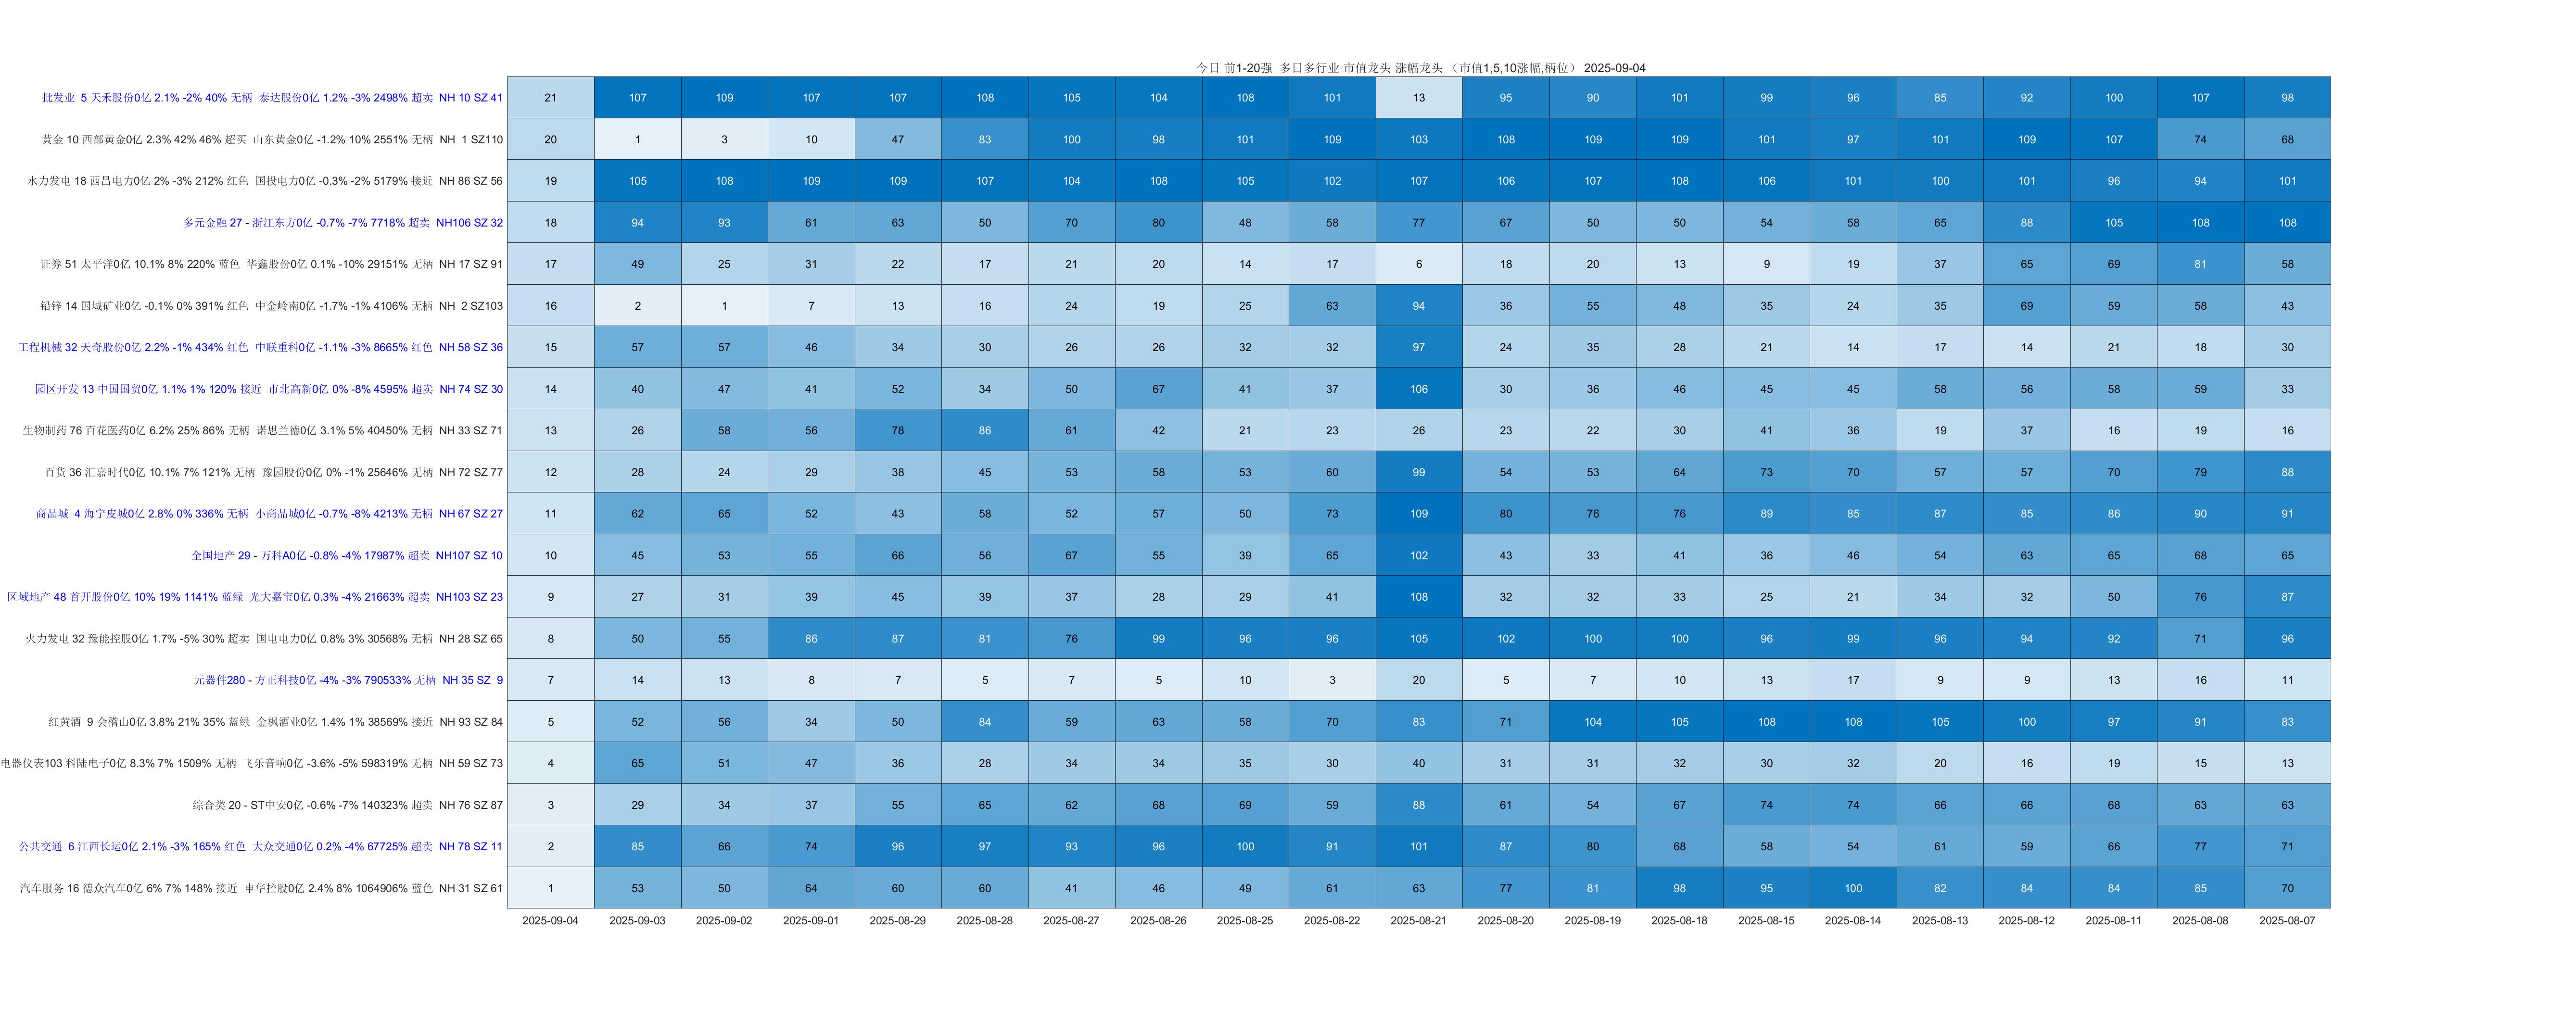 今日 前1-20强  多日多行业 市值龙头 涨幅龙头 （市值1,5,10涨幅,柄位） 2025-09-04
批发业  5 天禾股份0亿 2.1% -2% 40% 无柄  泰达股份0亿 1.2% -3% 2498% 超卖  NH 10 SZ 41 21 107 109 107 107 108 105 104 108 101 13 95 90 101 99 96 85 92 100 107 98
黄金 10 西部黄金0亿 2.3% 42% 46% 超买  山东黄金0亿 -1.2% 10% 2551% 无柄  NH  1 SZ110 20 1 3 10 47 83 100 98 101 109 103 108 109 109 101 97 101 109 107 74 68
水力发电 18 西昌电力0亿 2% -3% 212% 红色  国投电力0亿 -0.3% -2% 5179% 接近  NH 86 SZ 56 19 105 108 109 109 107 104 108 105 102 107 106 107 108 106 101 100 101 96 94 101
多元金融 27 - 浙江东方0亿 -0.7% -7% 7718% 超卖  NH106 SZ 32 18 94 93 61 63 50 70 80 48 58 77 67 50 50 54 58 65 88 105 108 108
证券 51 太平洋0亿 10.1% 8% 220% 蓝色  华鑫股份0亿 0.1% -10% 29151% 无柄  NH 17 SZ 91 17 49 25 31 22 17 21 20 14 17 6 18 20 13 9 19 37 65 69 81 58
铅锌 14 国城矿业0亿 -0.1% 0% 391% 红色  中金岭南0亿 -1.7% -1% 4106% 无柄  NH  2 SZ103 16 2 1 7 13 16 24 19 25 63 94 36 55 48 35 24 35 69 59 58 43
工程机械 32 天奇股份0亿 2.2% -1% 434% 红色  中联重科0亿 -1.1% -3% 8665% 红色  NH 58 SZ 36 15 57 57 46 34 30 26 26 32 32 97 24 35 28 21 14 17 14 21 18 30
园区开发 13 中国国贸0亿 1.1% 1% 120% 接近  市北高新0亿 0% -8% 4595% 超卖  NH 74 SZ 30 14 40 47 41 52 34 50 67 41 37 106 30 36 46 45 45 58 56 58 59 33
生物制药 76 百花医药0亿 6.2% 25% 86% 无柄  诺思兰德0亿 3.1% 5% 40450% 无柄  NH 33 SZ 71 13 26 58 56 78 86 61 42 21 23 26 23 22 30 41 36 19 37 16 19 16
百货 36 汇嘉时代0亿 10.1% 7% 121% 无柄  豫园股份0亿 0% -1% 25646% 无柄  NH 72 SZ 77 12 28 24 29 38 45 53 58 53 60 99 54 53 64 73 70 57 57 70 79 88
商品城  4 海宁皮城0亿 2.8% 0% 336% 无柄  小商品城0亿 -0.7% -8% 4213% 无柄  NH 67 SZ 27 11 62 65 52 43 58 52 57 50 73 109 80 76 76 89 85 87 85 86 90 91
全国地产 29 - 万科A0亿 -0.8% -4% 17987% 超卖  NH107 SZ 10 10 45 53 55 66 56 67 55 39 65 102 43 33 41 36 46 54 63 65 68 65
区域地产 48 首开股份0亿 10% 19% 1141% 蓝绿  光大嘉宝0亿 0.3% -4% 21663% 超卖  NH103 SZ 23 9 27 31 39 45 39 37 28 29 41 108 32 32 33 25 21 34 32 50 76 87
火力发电 32 豫能控股0亿 1.7% -5% 30% 超卖  国电电力0亿 0.8% 3% 30568% 无柄  NH 28 SZ 65 8 50 55 86 87 81 76 99 96 96 105 102 100 100 96 99 96 94 92 71 96
元器件280 - 方正科技0亿 -4% -3% 790533% 无柄  NH 35 SZ  9 7 14 13 8 7 5 7 5 10 3 20 5 7 10 13 17 9 9 13 16 11
红黄酒  9 会稽山0亿 3.8% 21% 35% 蓝绿  金枫酒业0亿 1.4% 1% 38569% 接近  NH 93 SZ 84 5 52 56 34 50 84 59 63 58 70 83 71 104 105 108 108 105 100 97 91 83
电器仪表103 科陆电子0亿 8.3% 7% 1509% 无柄  飞乐音响0亿 -3.6% -5% 598319% 无柄  NH 59 SZ 73 4 65 51 47 36 28 34 34 35 30 40 31 31 32 30 32 20 16 19 15 13
综合类 20 - ST中安0亿 -0.6% -7% 140323% 超卖  NH 76 SZ 87 3 29 34 37 55 65 62 68 69 59 88 61 54 67 74 74 66 66 68 63 63
公共交通  6 江西长运0亿 2.1% -3% 165% 红色  大众交通0亿 0.2% -4% 67725% 超卖  NH 78 SZ 11 2 85 66 74 96 97 93 96 100 91 101 87 80 68 58 54 61 59 66 77 71
汽车服务 16 德众汽车0亿 6% 7% 148% 接近  申华控股0亿 2.4% 8% 1064906% 蓝色  NH 31 SZ 61 1 53 50 64 60 60 41 46 49 61 63 77 81 98 95 100 82 84 84 85 70
2025-09-04 2025-09-03 2025-09-02 2025-09-01 2025-08-29 2025-08-28 2025-08-27 2025-08-26 2025-08-25 2025-08-22 2025-08-21 2025-08-20 2025-08-19 2025-08-18 2025-08-15 2025-08-14 2025-08-13 2025-08-12 2025-08-11 2025-08-08 2025-08-07